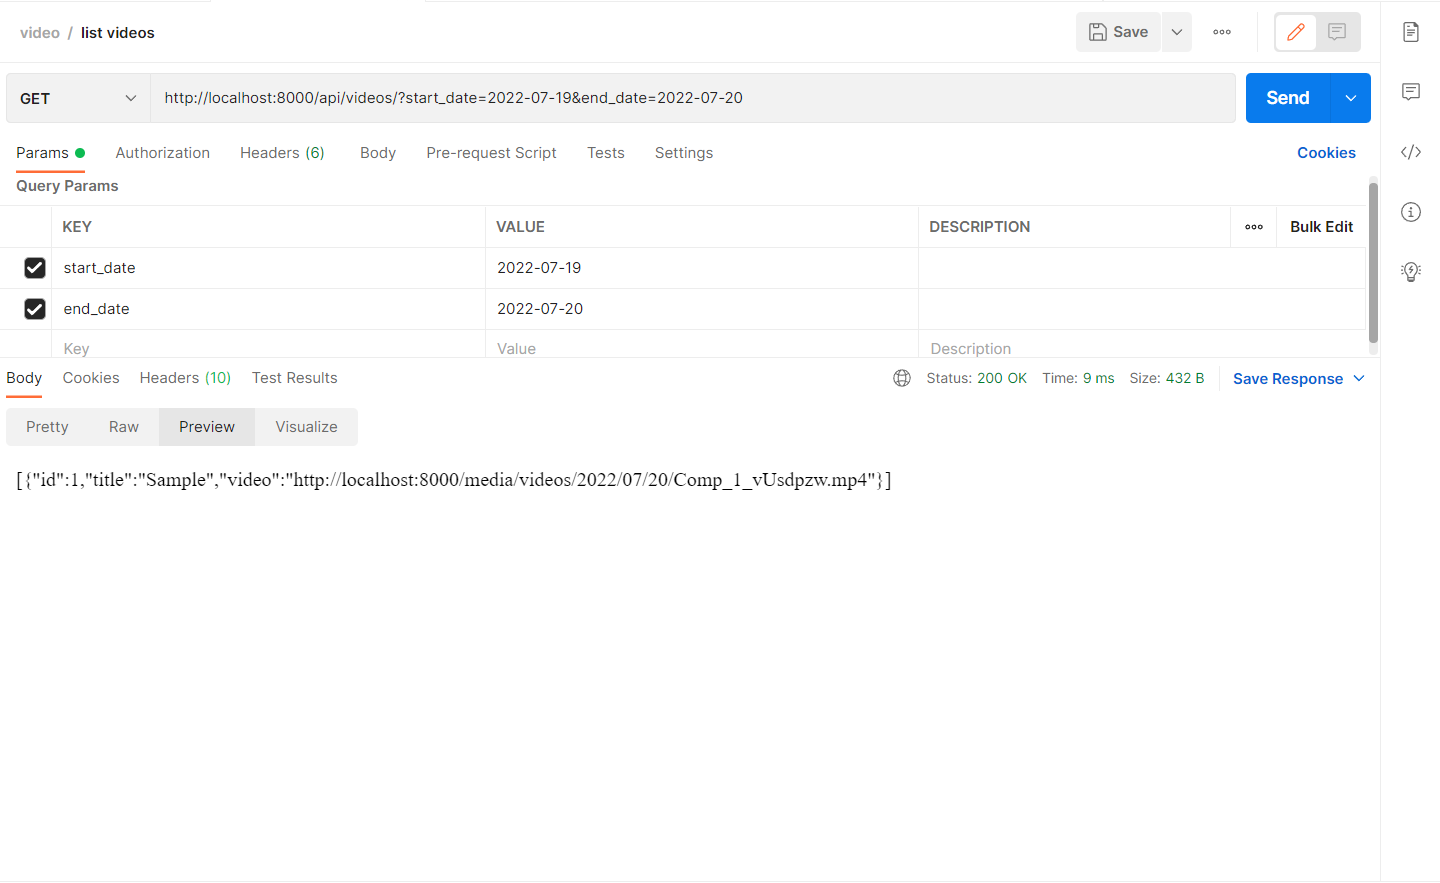 video / list videos
Save
GET
http://localhost:8000/api/videos/?start_date=2022-07-19&end_date=2022-07-20
Send
Params Authorization Headers (6) Body Pre-request Script Tests Settings Cookies
Query Params
KEY VALUE DESCRIPTION Bulk Edit
start_date 2022-07-19
end_date 2022-07-20
Key Value Description
Body Cookies Headers (10) Test Results Status: 200 OK Time: 9 ms Size: 432 B Save Response
Pretty Raw Preview Visualize
[{"id":1,"title":"Sample","video":"http://localhost:8000/media/videos/2022/07/20/Comp_1_vUsdpzw.mp4"}]